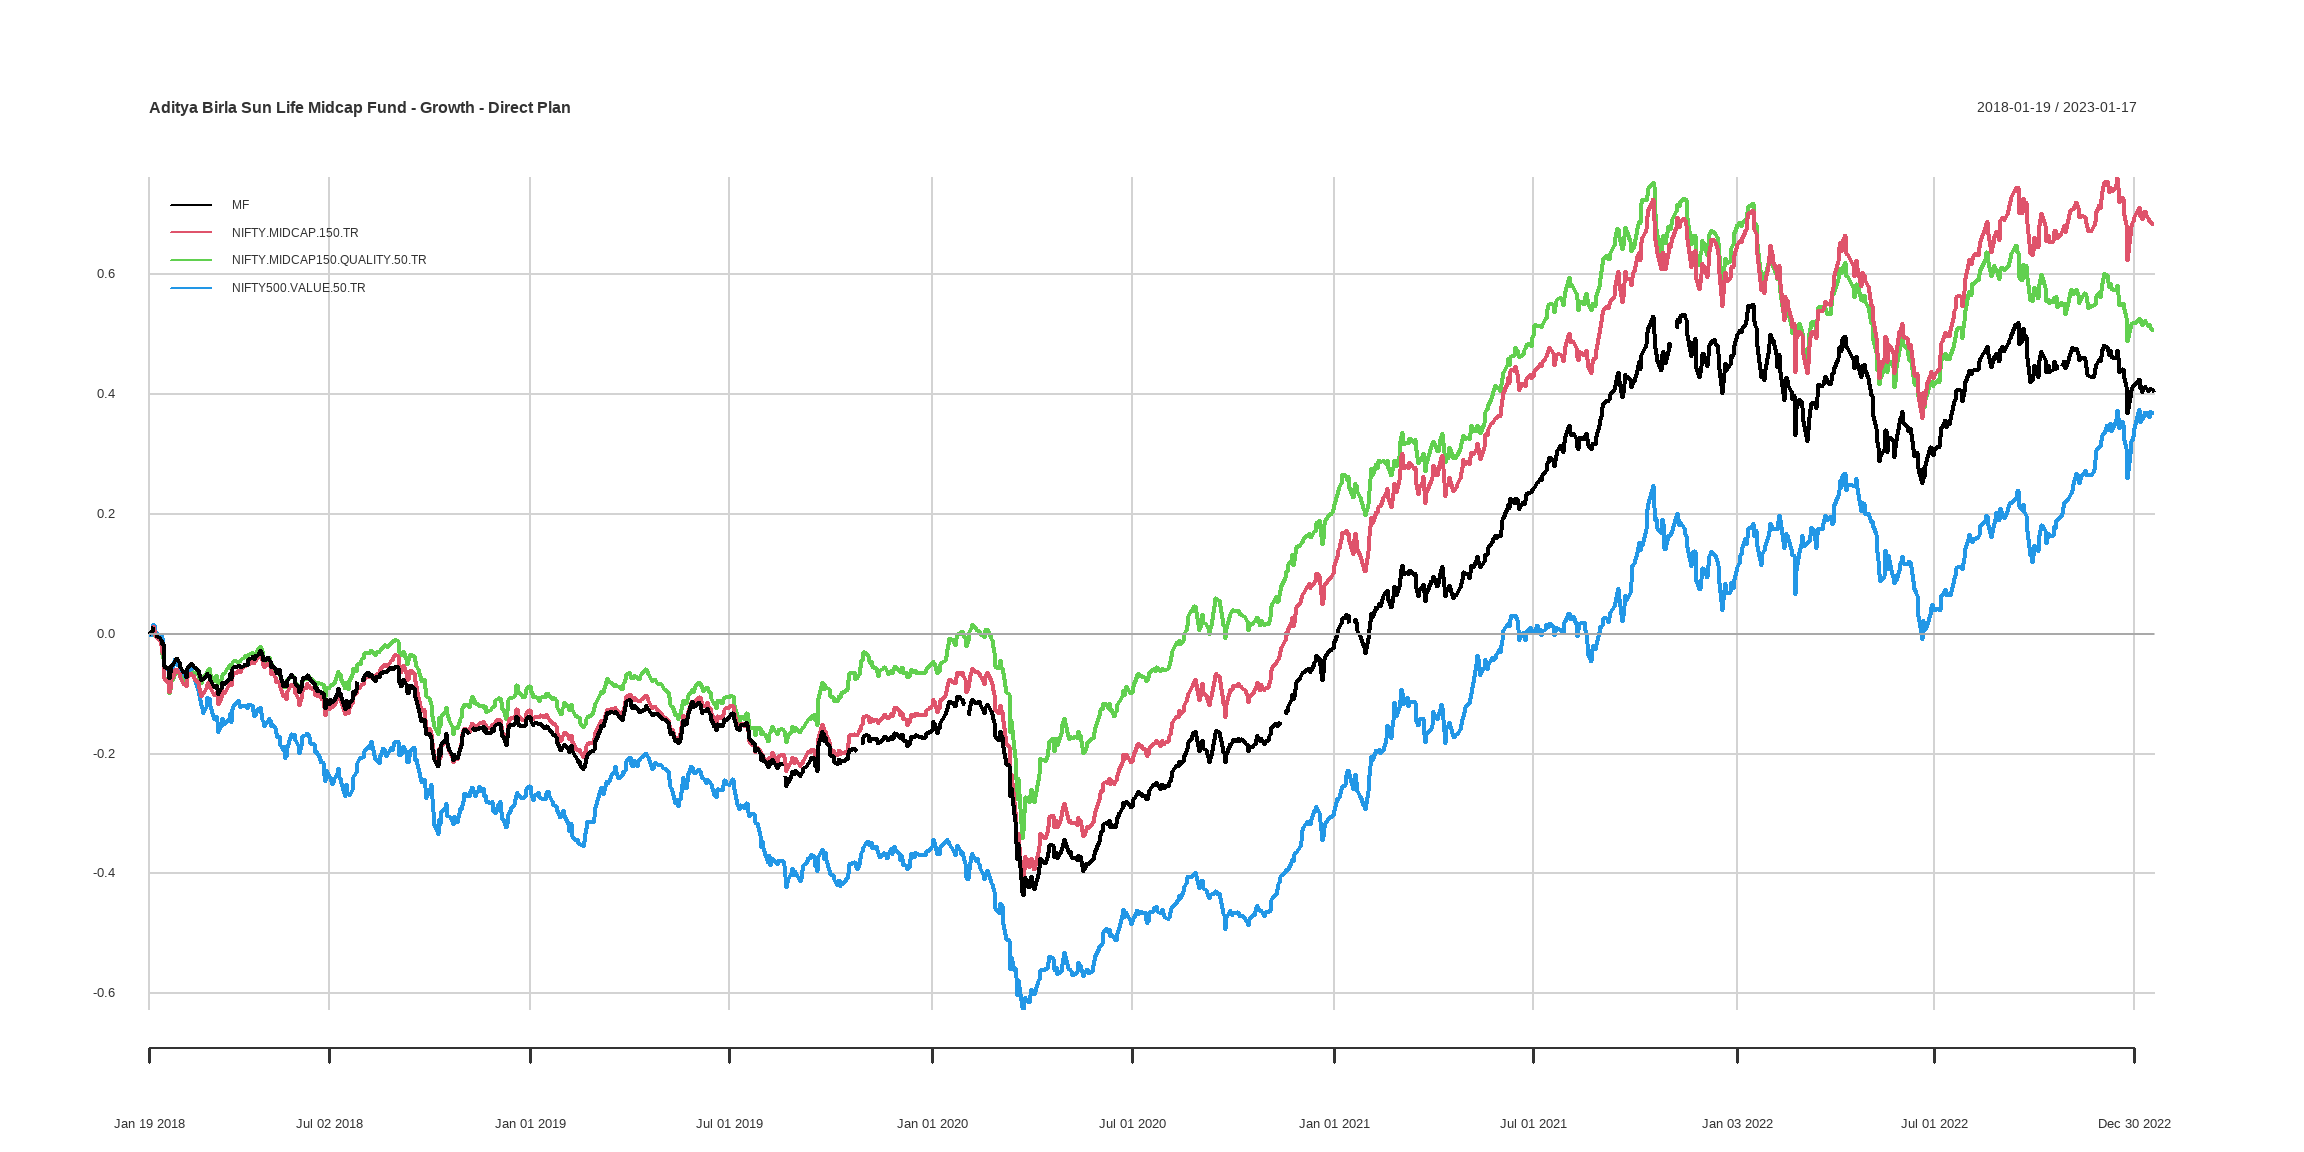 Aditya Birla Sun Life Midcap Fund - Growth - Direct Plan
2018-01-19 / 2023-01-17
MF
NIFTY.MIDCAP.150.TR
NIFTY.MIDCAP150.QUALITY.50.TR
NIFTY500.VALUE.50.TR
0.6
0.4
0.2
0.0
-0.2
-0.4
-0.6
Jan 19 2018
Jul 02 2018
Jan 01 2019
Jul 01 2019
Jan 01 2020
Jul 01 2020
Jan 01 2021
Jul 01 2021
Jan 03 2022
Jul 01 2022
Dec 30 2022